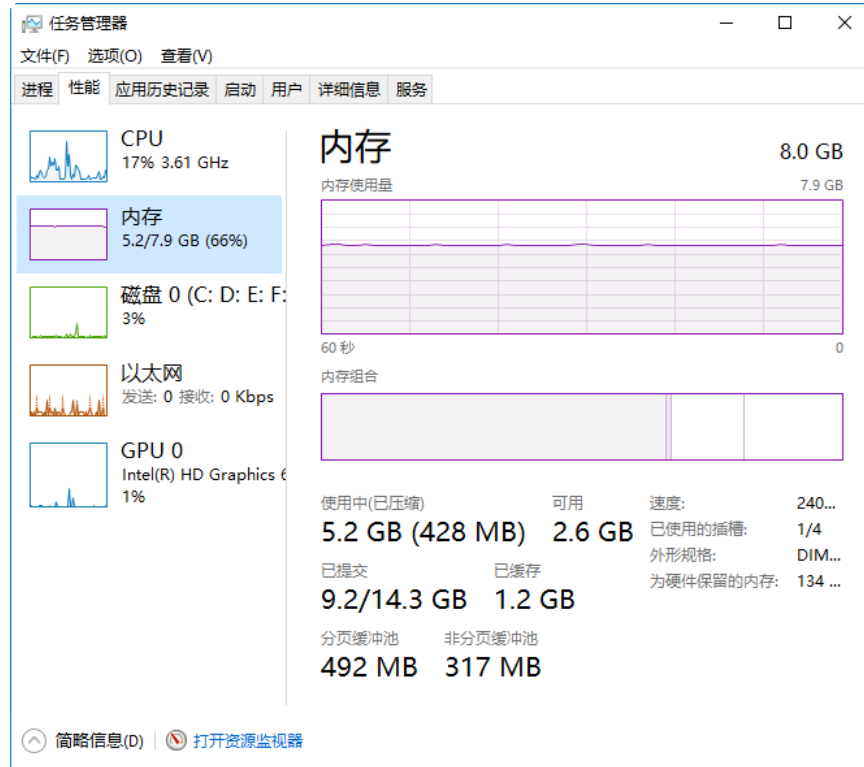 任务管理器
文件(F) 选项(O) 查看(V)
进程 性能 应用历史记录 启动 用户 详细信息 服务
CPU
17% 3.61 GHz
内存
5.2/7.9 GB (66%)
磁盘 0 (C: D: E: F:
3%
以太网
发送: 0 接收: 0 Kbps
GPU 0
Intel(R) HD Graphics 6
1%
内存 8.0 GB
内存使用量 7.9 GB
60 秒 0
内存组合
使用中(已压缩) 可用
5.2 GB (428 MB) 2.6 GB
已提交 已缓存
9.2/14.3 GB 1.2 GB
分页缓冲池 非分页缓冲池
492 MB 317 MB
速度: 240...
已使用的插槽: 1/4
外形规格: DIM...
为硬件保留的内存: 134 ...
简略信息(D) 打开资源监视器